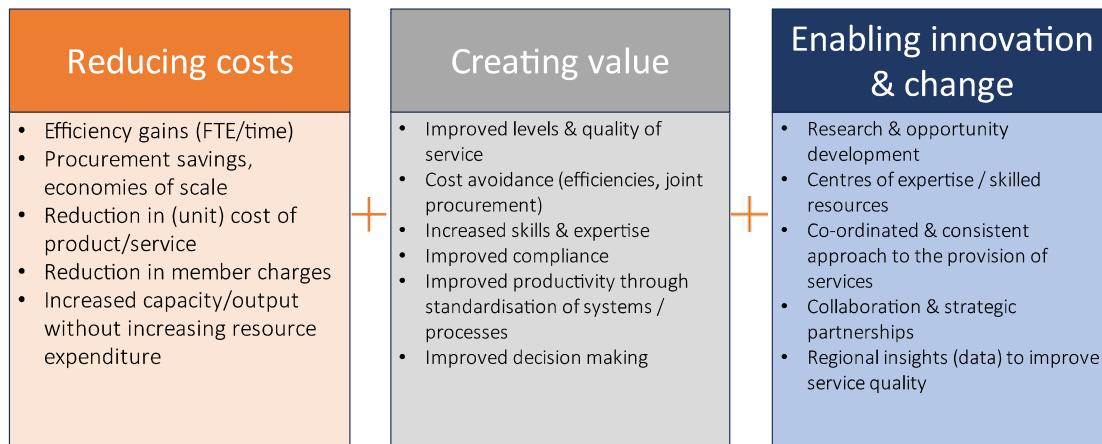 Reducing costs
• Efficiency gains (FTE/time)
• Procurement savings,
economies of scale
• Reduction in (unit) cost of
product/service
• Reduction in member charges
• Increased capacity/output
without increasing resource
expenditure
+
Creating value
• Improved levels & quality of
service
• Cost avoidance (efficiencies, joint
procurement)
• Increased skills & expertise
• Improved compliance
• Improved productivity through
standardisation of systems /
processes
• Improved decision making
+
Enabling innovation
& change
• Research & opportunity
development
• Centres of expertise / skilled
resources
• Co-ordinated & consistent
approach to the provision of
services
• Collaboration & strategic
partnerships
• Regional insights (data) to improve
service quality